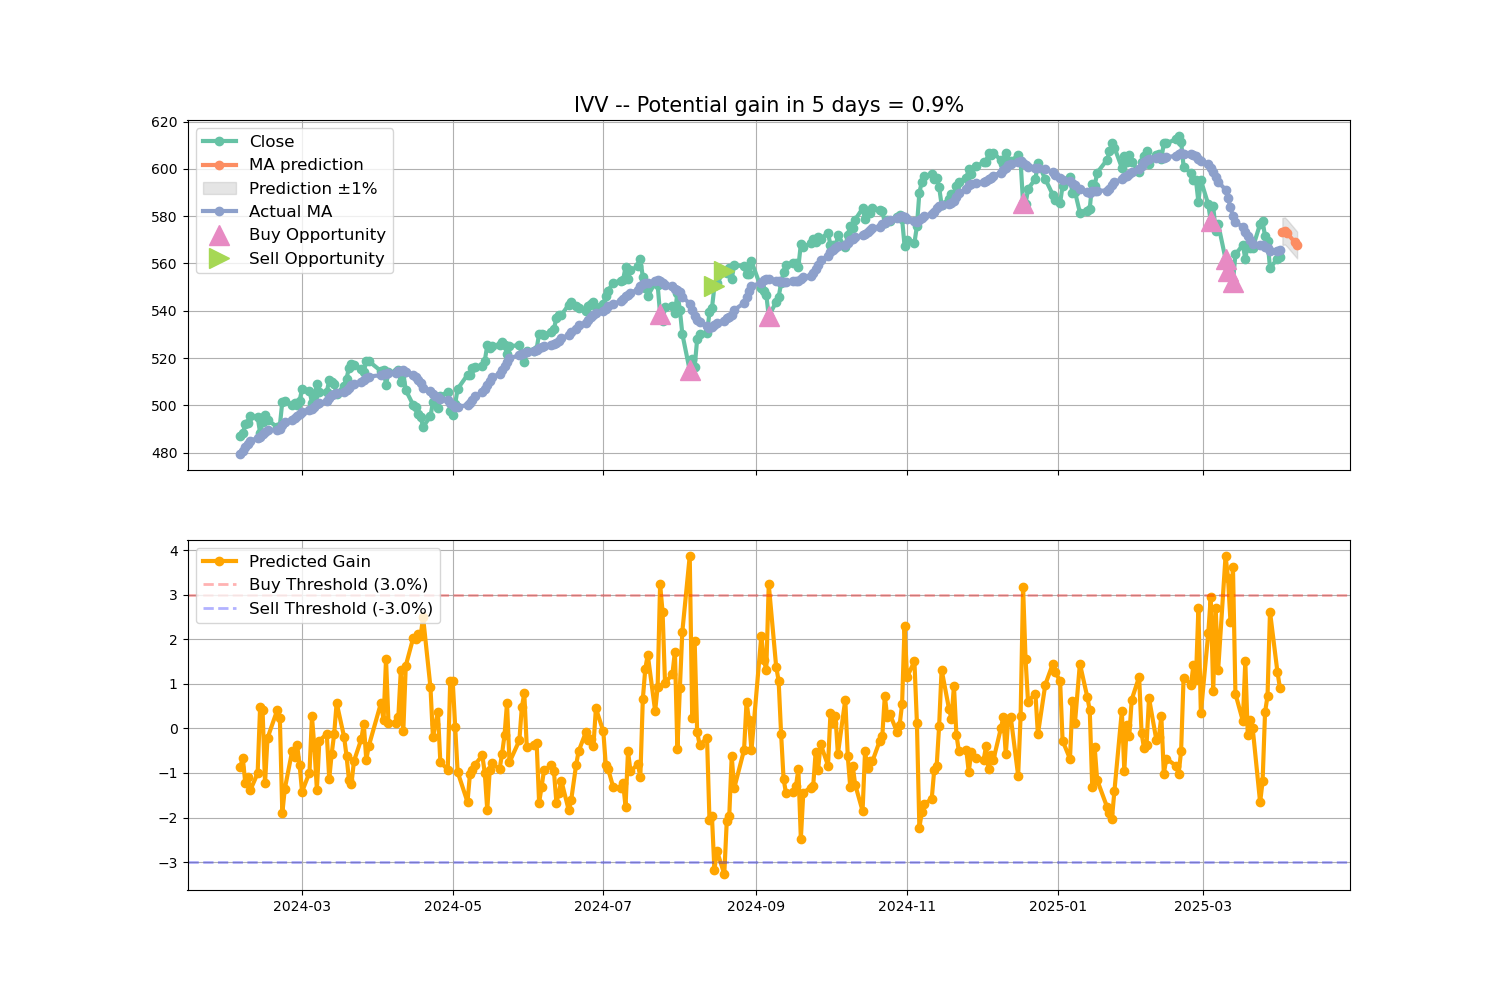 IVV -- Potential gain in 5 days = 0.9%
620
600
580
560
540
520
500
480
Close
MA prediction
Prediction ±1%
Actual MA
Buy Opportunity
Sell Opportunity
4
3
2
1
0
−1
−2
−3
Predicted Gain
Buy Threshold (3.0%)
Sell Threshold (-3.0%)
2024-03
2024-05
2024-07
2024-09
2024-11
2025-01
2025-03